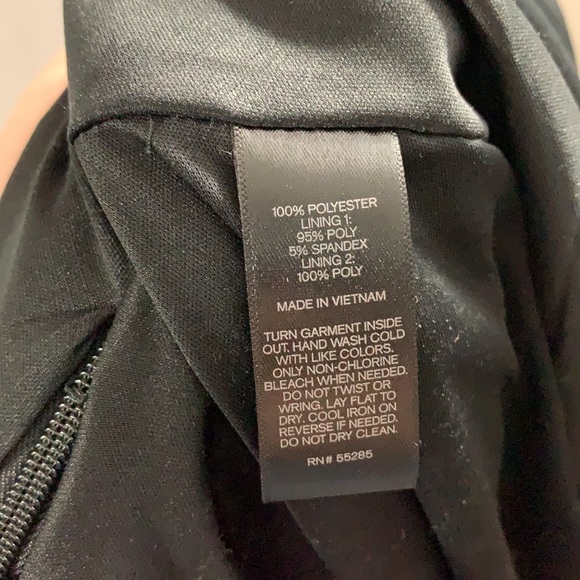 100% POLYESTER
LINING 1:
95% POLY
5% SPANDEX
LINING 2:
100% POLY
MADE IN VIETNAM
TURN GARMENT INSIDE
OUT. HAND WASH COLD
WITH LIKE COLORS.
ONLY NON-CHLORINE
BLEACH WHEN NEEDED.
DO NOT TWIST OR
WRING. LAY FLAT TO
DRY. COOL IRON ON
REVERSE IF NEEDED.
DO NOT DRY CLEAN.
RN# 55285